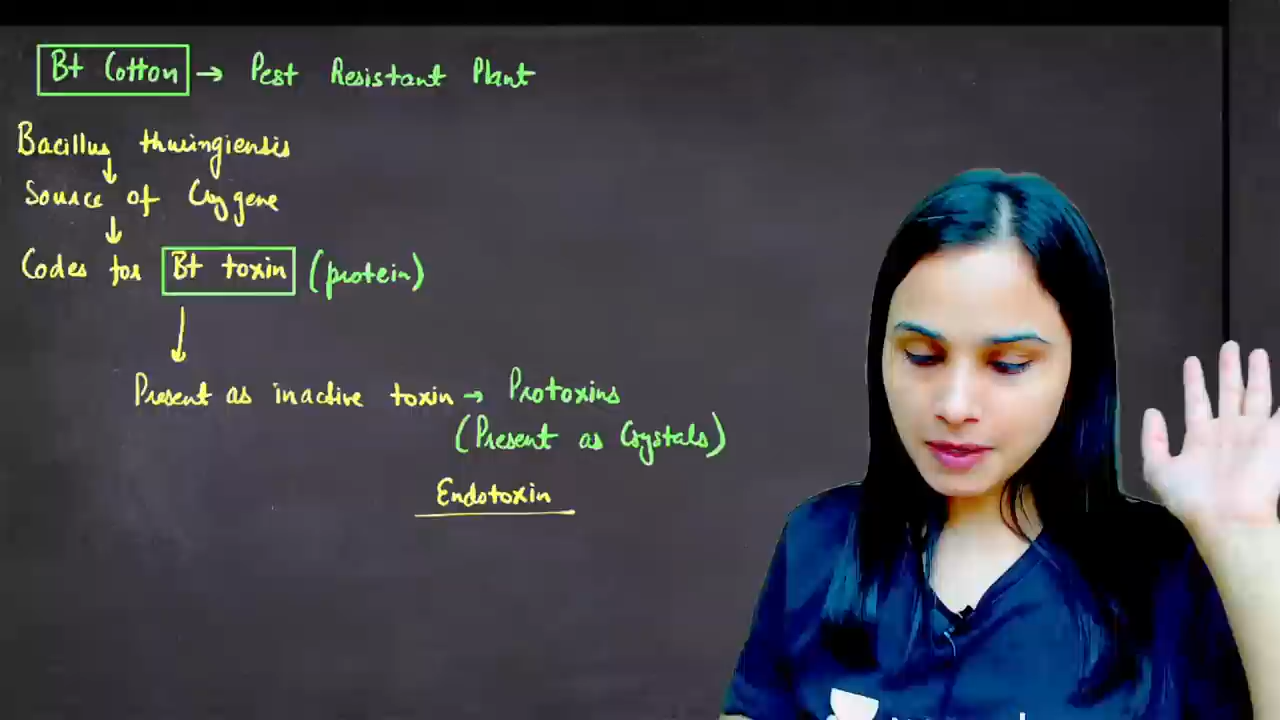 Bt Cotton → Pest Resistant Plant
Bacillus thuringiensis
↓
Source of Cry gene
↓
Codes for Bt toxin (protein)
↓
Present as inactive toxin → Protoxins
(Present as Crystals)
Endotoxin